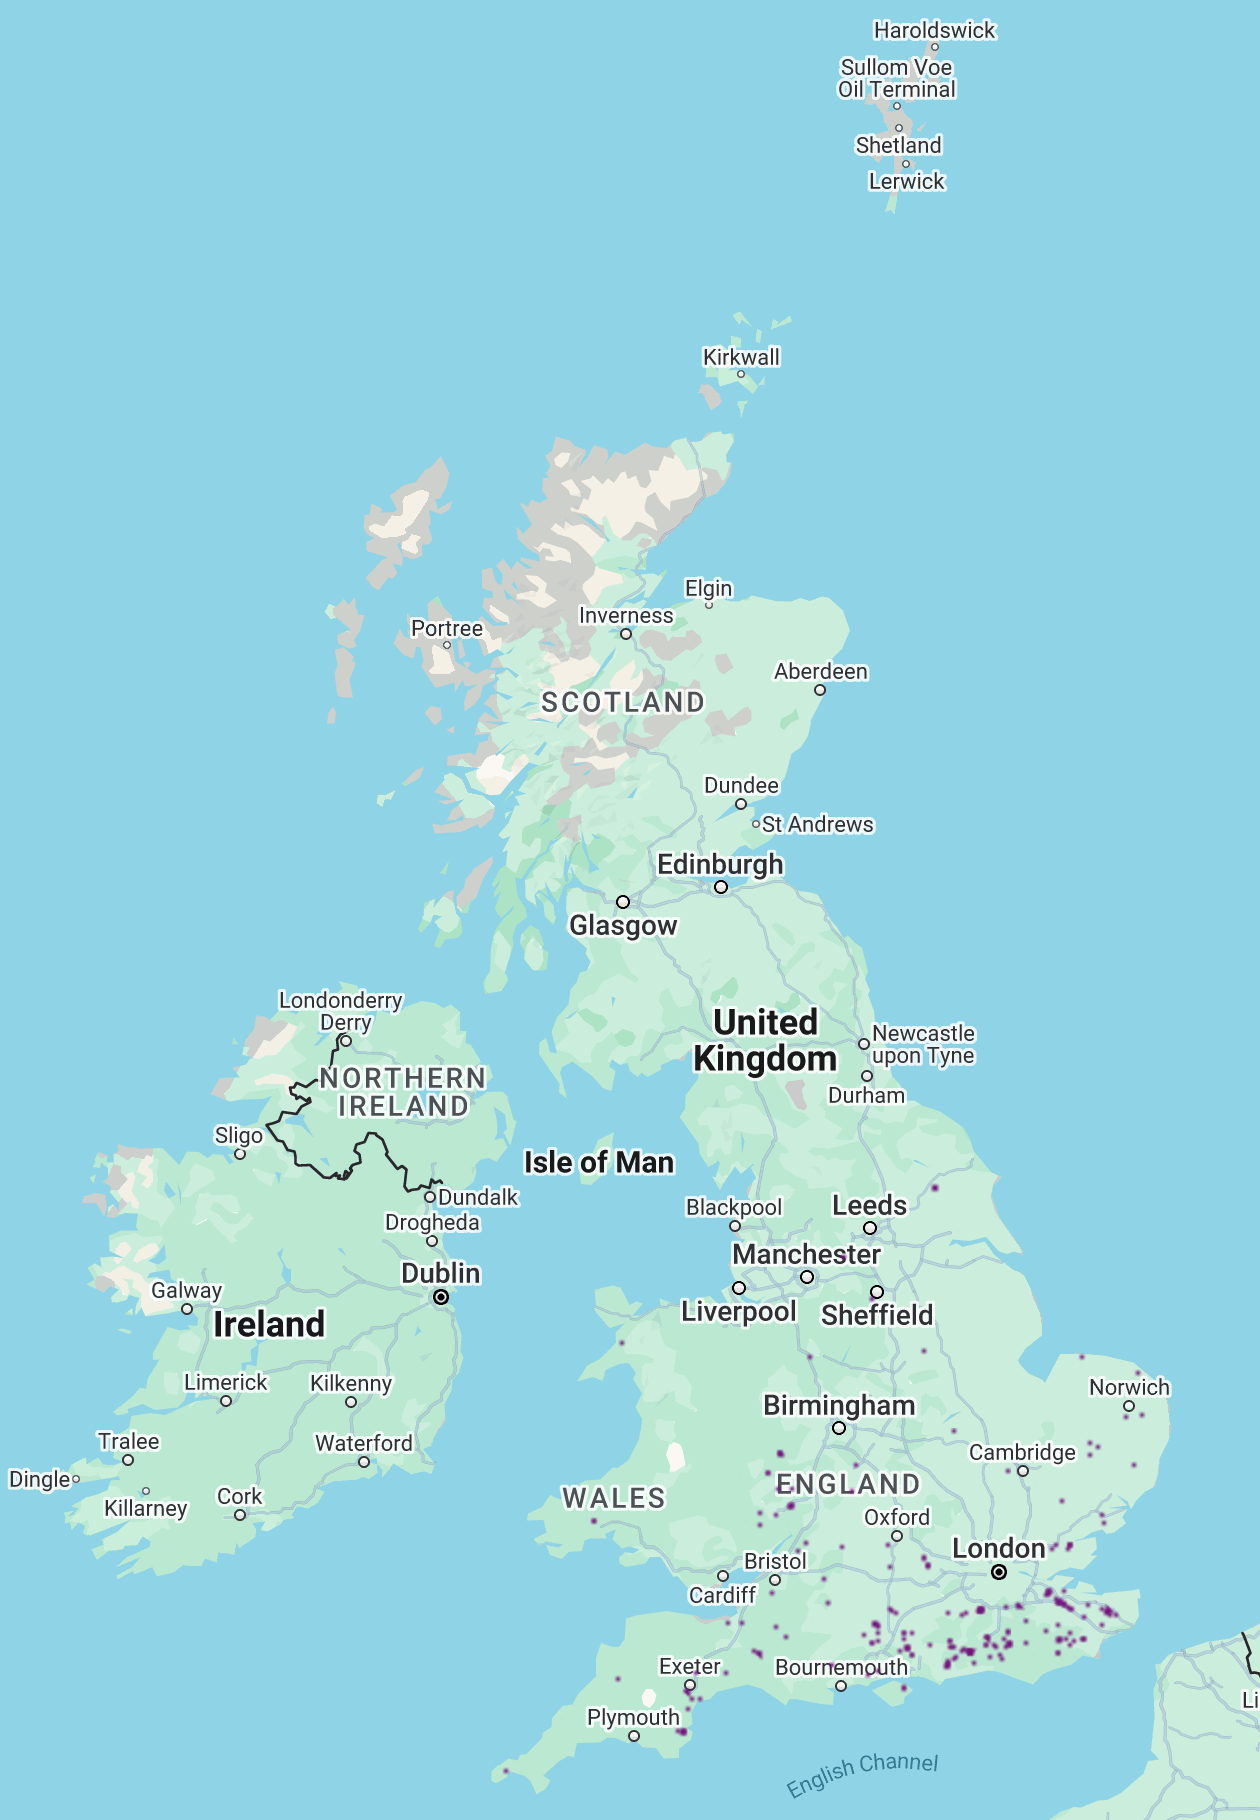 Haroldswick
Sullom Voe
Oil Terminal
Shetland
Lerwick
Kirkwall
Elgin
Inverness
Portree
Aberdeen
SCOTLAND
Dundee
St Andrews
Edinburgh
Glasgow
Londonderry
Derry
United
Kingdom
Newcastle
upon Tyne
NORTHERN
IRELAND
Durham
Sligo
Isle of Man
Dundalk
Blackpool
Leeds
Drogheda
Manchester
Dublin
Galway
Liverpool
Sheffield
Ireland
Limerick
Kilkenny
Norwich
Birmingham
Tralee
Waterford
Cambridge
Dingle
ENGLAND
Killarney
Cork
WALES
Oxford
London
Bristol
Cardiff
Exeter
Bournemouth
Li
Plymouth
English Channel